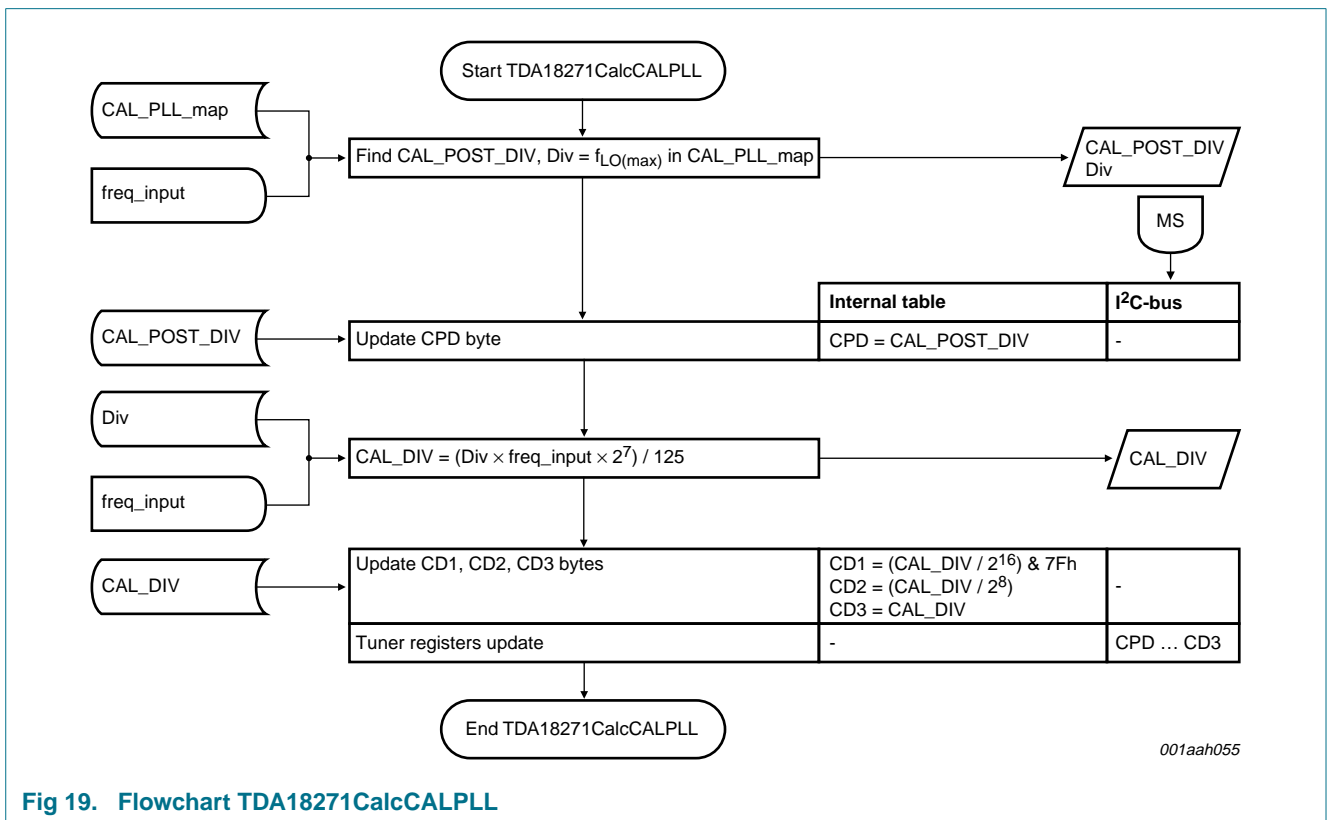 Start TDA18271CalcCALPLL
CAL_PLL_map
freq_input
Find CAL_POST_DIV, Div = fLO(max) in CAL_PLL_map
CAL_POST_DIV
Div
MS
Internal table
I²C-bus
CAL_POST_DIV
Update CPD byte
CPD = CAL_POST_DIV
-
Div
freq_input
CAL_DIV = (Div × freq_input × 2⁷) / 125
CAL_DIV
CAL_DIV
Update CD1, CD2, CD3 bytes
CD1 = (CAL_DIV / 2¹⁶) & 7Fh
CD2 = (CAL_DIV / 2⁸)
CD3 = CAL_DIV
-
Tuner registers update
-
CPD … CD3
End TDA18271CalcCALPLL
001aah055
Fig 19. Flowchart TDA18271CalcCALPLL